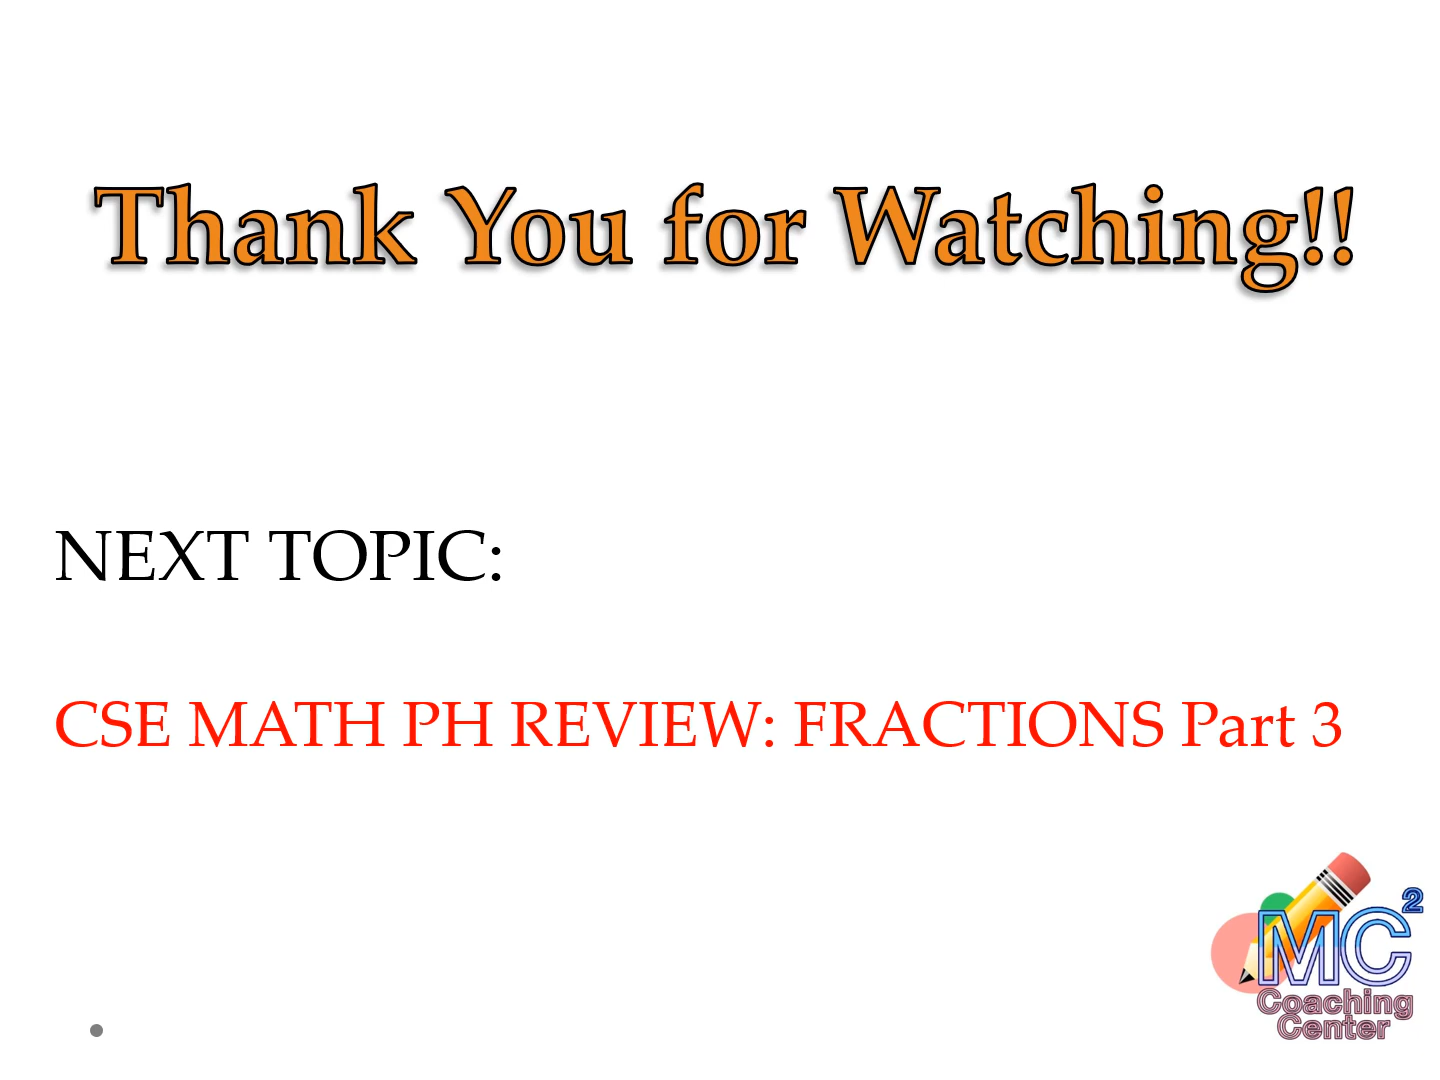 Thank You for Watching!!
NEXT TOPIC:
CSE MATH PH REVIEW: FRACTIONS Part 3
MC²
Coaching
Center